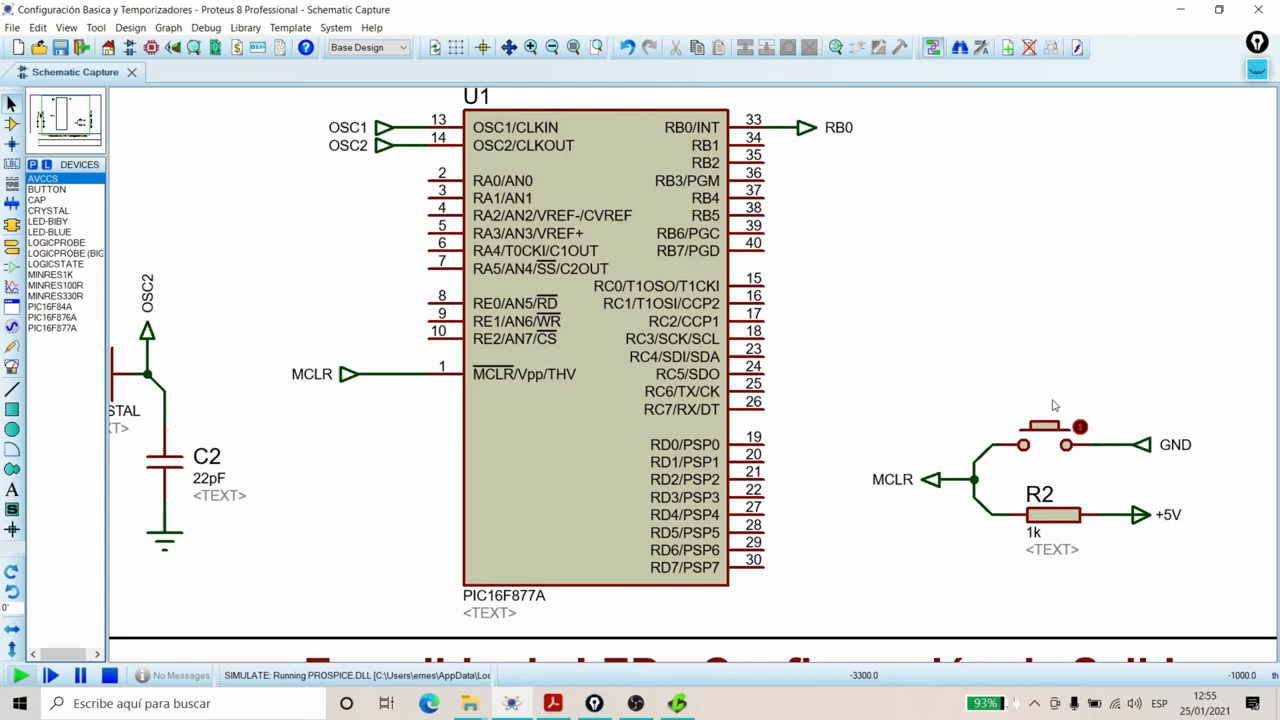 Configuración Basica y Temporizadores - Proteus 8 Professional - Schematic Capture
File Edit View Tool Design Graph Debug Library Template System Help
Base Design
Schematic Capture
P L DEVICES
AVCCS
BUTTON
CAP
CRYSTAL
LED-BIBY
LED-BLUE
LOGICPROBE
LOGICPROBE (BIG
LOGICSTATE
MINRES1K
MINRES100R
MINRES330R
PIC16F84A
PIC16F876A
PIC16F877A
U1
OSC1 13 OSC1/CLKIN RB0/INT 33 RB0
OSC2 14 OSC2/CLKOUT RB1 34
RB2 35
2 RA0/AN0 RB3/PGM 36
3 RA1/AN1 RB4 37
4 RA2/AN2/VREF-/CVREF RB5 38
5 RA3/AN3/VREF+ RB6/PGC 39
6 RA4/T0CKI/C1OUT RB7/PGD 40
7 RA5/AN4/SS/C2OUT
RC0/T1OSO/T1CKI 15
8 RE0/AN5/RD RC1/T1OSI/CCP2 16
9 RE1/AN6/WR RC2/CCP1 17
10 RE2/AN7/CS RC3/SCK/SCL 18
RC4/SDI/SDA 23
MCLR 1 MCLR/Vpp/THV RC5/SDO 24
RC6/TX/CK 25
RC7/RX/DT 26
RD0/PSP0 19
RD1/PSP1 20
RD2/PSP2 21
RD3/PSP3 22
RD4/PSP4 27
RD5/PSP5 28
RD6/PSP6 29
RD7/PSP7 30
PIC16F877A
<TEXT>
OSC2
STAL
T>
C2
22pF
<TEXT>
GND
MCLR
R2
+5V
1k
<TEXT>
0°
No Messages
SIMULATE: Running PROSPICE.DLL [C:\Users\ernes\AppData\Loc
-3300.0
-1000.0
th
Escribe aquí para buscar
93%
ESP
12:55
25/01/2021